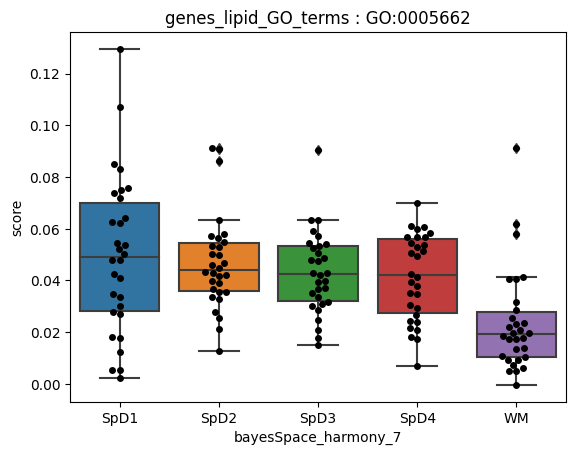 genes_lipid_GO_terms : GO:0005662
score
0.12
0.10
0.08
0.06
0.04
0.02
0.00
SpD1 SpD2 SpD3 SpD4 WM
bayesSpace_harmony_7